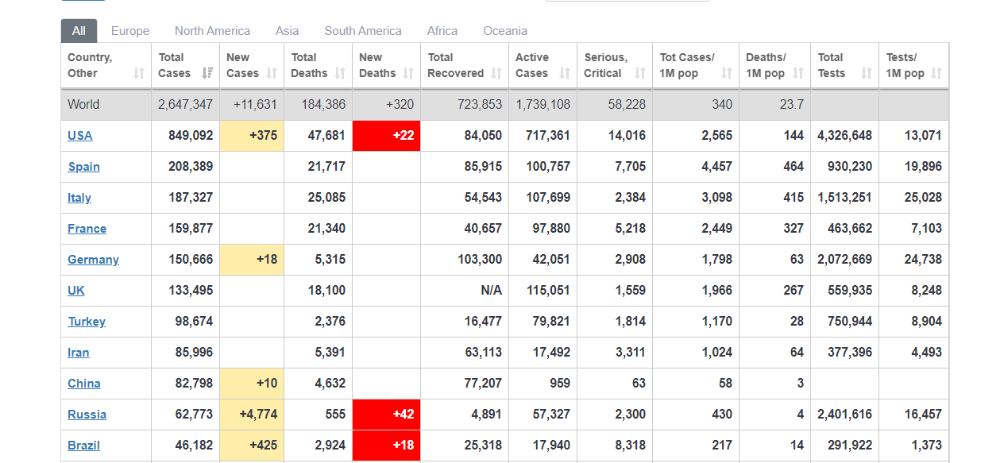 All Europe North America Asia South America Africa Oceania
Country, Other Total Cases New Cases Total Deaths New Deaths Total Recovered Active Cases Serious, Critical Tot Cases/ 1M pop Deaths/ 1M pop Total Tests Tests/ 1M pop
World 2,647,347 +11,631 184,386 +320 723,853 1,739,108 58,228 340 23.7
USA 849,092 +375 47,681 +22 84,050 717,361 14,016 2,565 144 4,326,648 13,071
Spain 208,389 21,717 85,915 100,757 7,705 4,457 464 930,230 19,896
Italy 187,327 25,085 54,543 107,699 2,384 3,098 415 1,513,251 25,028
France 159,877 21,340 40,657 97,880 5,218 2,449 327 463,662 7,103
Germany 150,666 +18 5,315 103,300 42,051 2,908 1,798 63 2,072,669 24,738
UK 133,495 18,100 N/A 115,051 1,559 1,966 267 559,935 8,248
Turkey 98,674 2,376 16,477 79,821 1,814 1,170 28 750,944 8,904
Iran 85,996 5,391 63,113 17,492 3,311 1,024 64 377,396 4,493
China 82,798 +10 4,632 77,207 959 63 58 3
Russia 62,773 +4,774 555 +42 4,891 57,327 2,300 430 4 2,401,616 16,457
Brazil 46,182 +425 2,924 +18 25,318 17,940 8,318 217 14 291,922 1,373